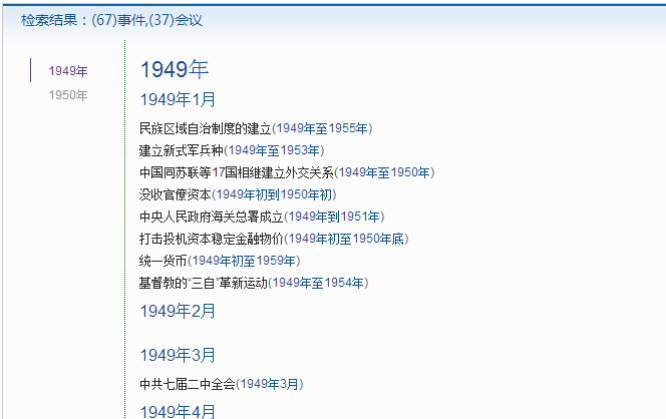 检索结果：(67)事件,(37)会议
1949年
1950年
1949年
1949年1月
民族区域自治制度的建立(1949年至1955年)
建立新式军兵种(1949年至1953年)
中国同苏联等17国相继建立外交关系(1949年至1950年)
没收官僚资本(1949年初到1950年初)
中央人民政府海关总署成立(1949年到1951年)
打击投机资本稳定金融物价(1949年初至1950年底)
统一货币(1949年初至1959年)
基督教的“三自”革新运动(1949年至1954年)
1949年2月
1949年3月
中共七届二中全会(1949年3月)
1949年4月